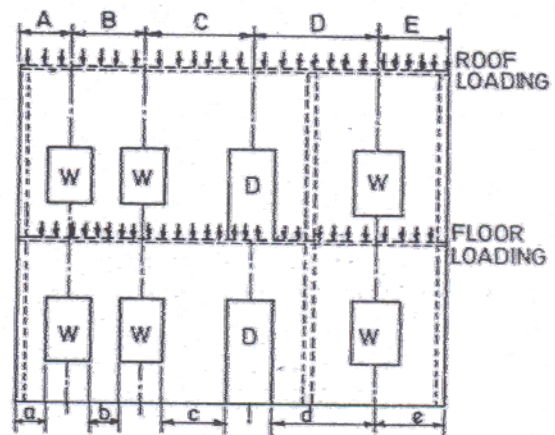 A B C D E
ROOF
LOADING
W W D W
FLOOR
LOADING
W W D W
a b c d e